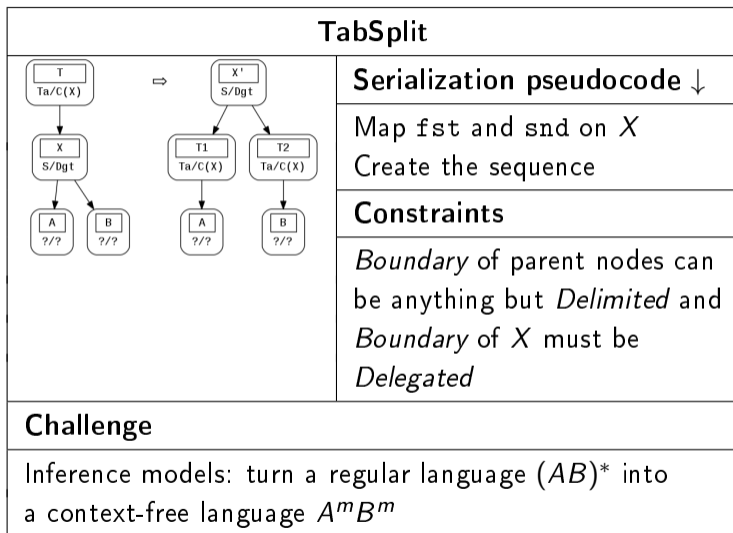 TabSplit
T
Ta/C(X)
⇨
X'
S/Dgt
X
S/Dgt
T1
Ta/C(X)
T2
Ta/C(X)
A
?/?
B
?/?
A
?/?
B
?/?
Serialization pseudocode ↓
Map fst and snd on X
Create the sequence
Constraints
Boundary of parent nodes can
be anything but Delimited and
Boundary of X must be
Delegated
Challenge
Inference models: turn a regular language (AB)* into
a context-free language AᵐBᵐ